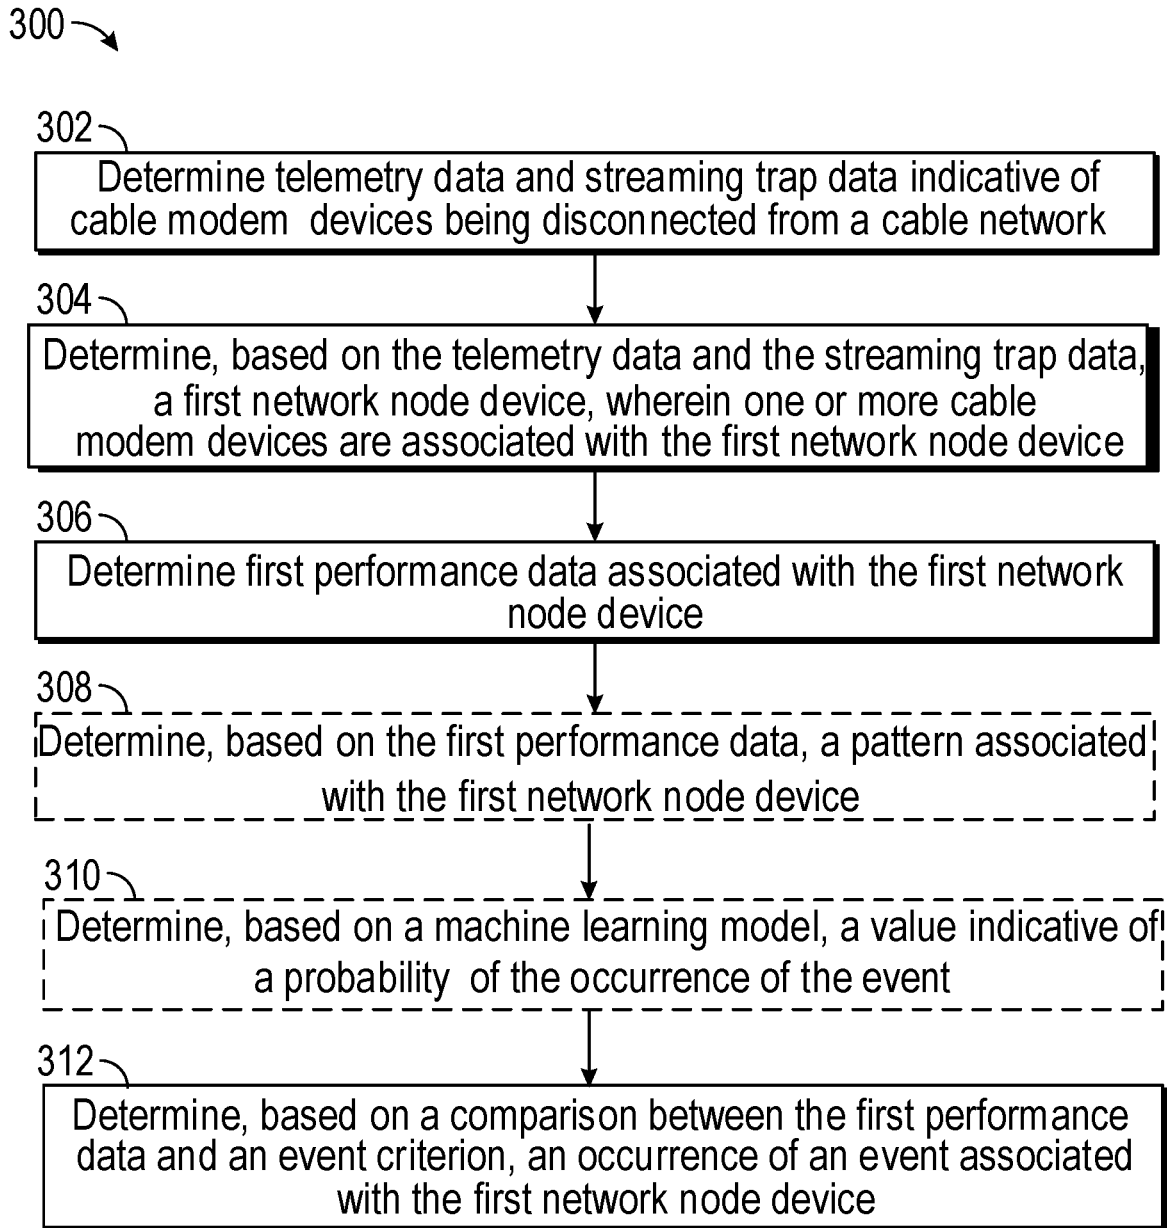 300
302
Determine telemetry data and streaming trap data indicative of
cable modem devices being disconnected from a cable network
304
Determine, based on the telemetry data and the streaming trap data,
a first network node device, wherein one or more cable
modem devices are associated with the first network node device
306
Determine first performance data associated with the first network
node device
308
Determine, based on the first performance data, a pattern associated
with the first network node device
310
Determine, based on a machine learning model, a value indicative of
a probability of the occurrence of the event
312
Determine, based on a comparison between the first performance
data and an event criterion, an occurrence of an event associated
with the first network node device